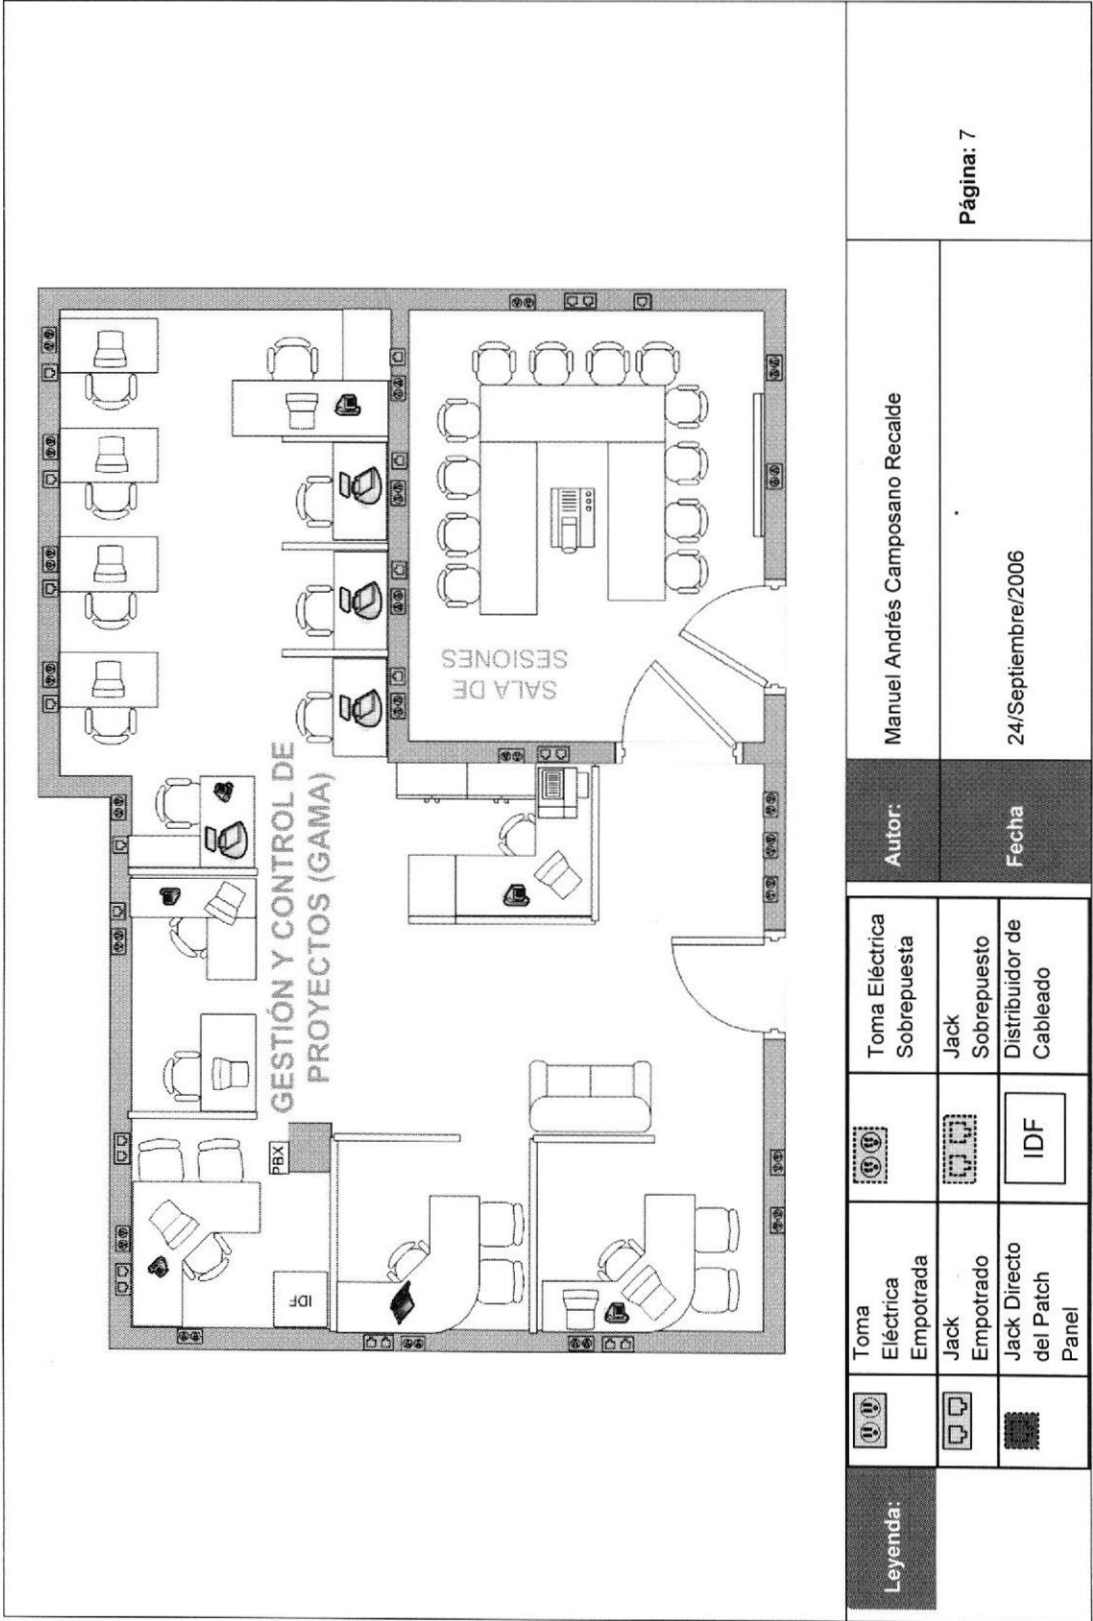 GESTIÓN Y CONTROL DE
PROYECTOS (GAMA)
SALA DE
SESIONES
PBX
IDF
Leyenda:
Toma
Eléctrica
Empotrada
Toma Eléctrica
Sobrepuesta
Jack
Empotrado
Jack
Sobrepuesto
Jack Directo
del Patch
Panel
IDF
Distribuidor de
Cableado
Autor:
Manuel Andrés Camposano Recalde
Fecha
24/Septiembre/2006
Página: 7